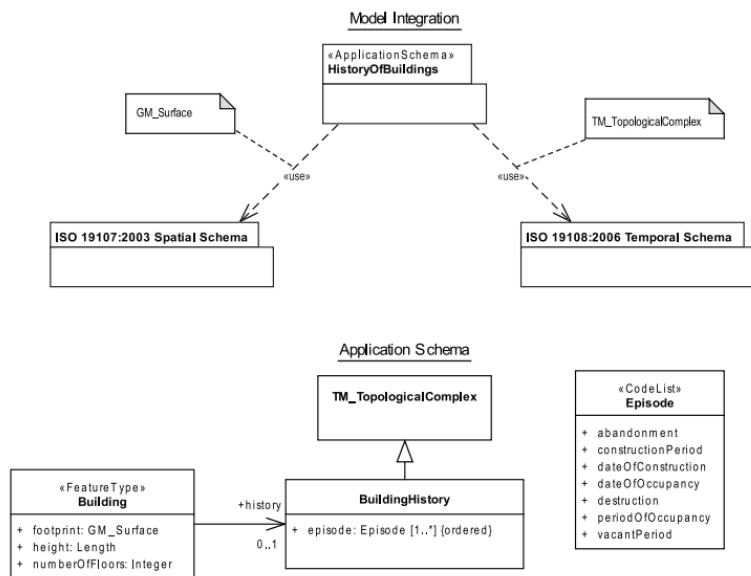 Model Integration
«ApplicationSchema»
HistoryOfBuildings
GM_Surface
TM_TopologicalComplex
«use»
«use»
ISO 19107:2003 Spatial Schema
ISO 19108:2006 Temporal Schema
Application Schema
TM_TopologicalComplex
«CodeList»
Episode
+ abandonment
+ constructionPeriod
+ dateOfConstruction
+ dateOfOccupancy
+ destruction
+ periodOfOccupancy
+ vacantPeriod
«FeatureType»
Building
+ footprint: GM_Surface
+ height: Length
+ numberOfFloors: Integer
+history
0..1
BuildingHistory
+ episode: Episode [1..*] {ordered}